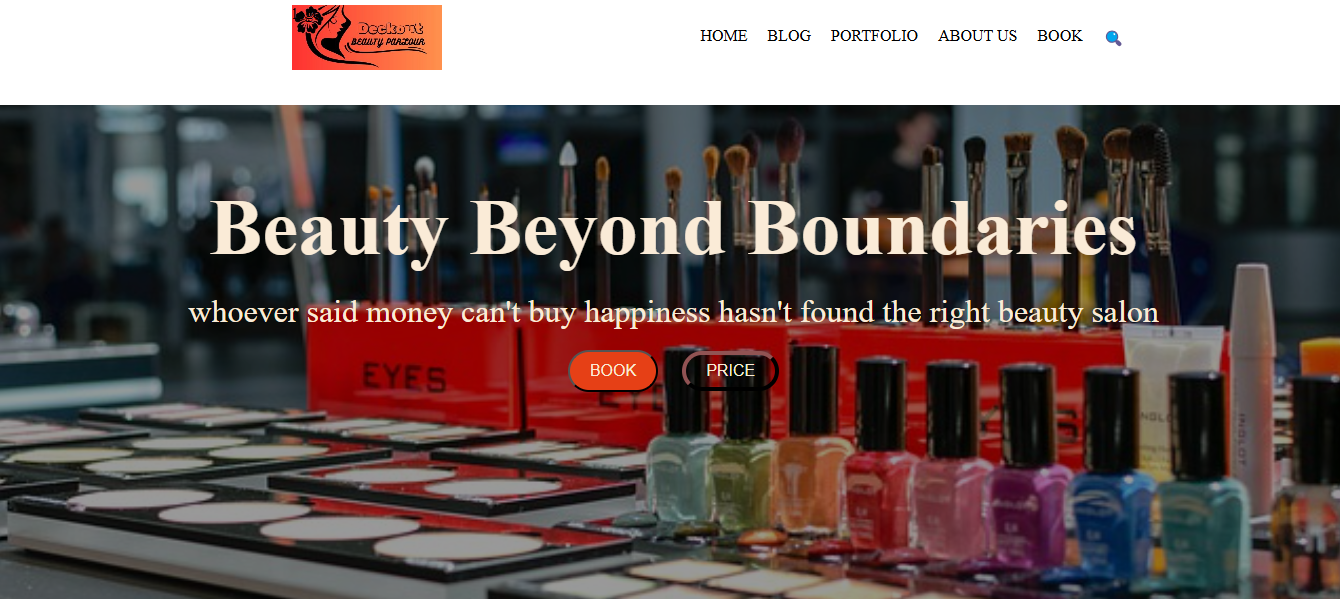 Deckout
BEAUTY PARLOUR
HOME BLOG PORTFOLIO ABOUT US BOOK
Beauty Beyond Boundaries
whoever said money can't buy happiness hasn't found the right beauty salon
BOOK PRICE
EYES
INGLOT